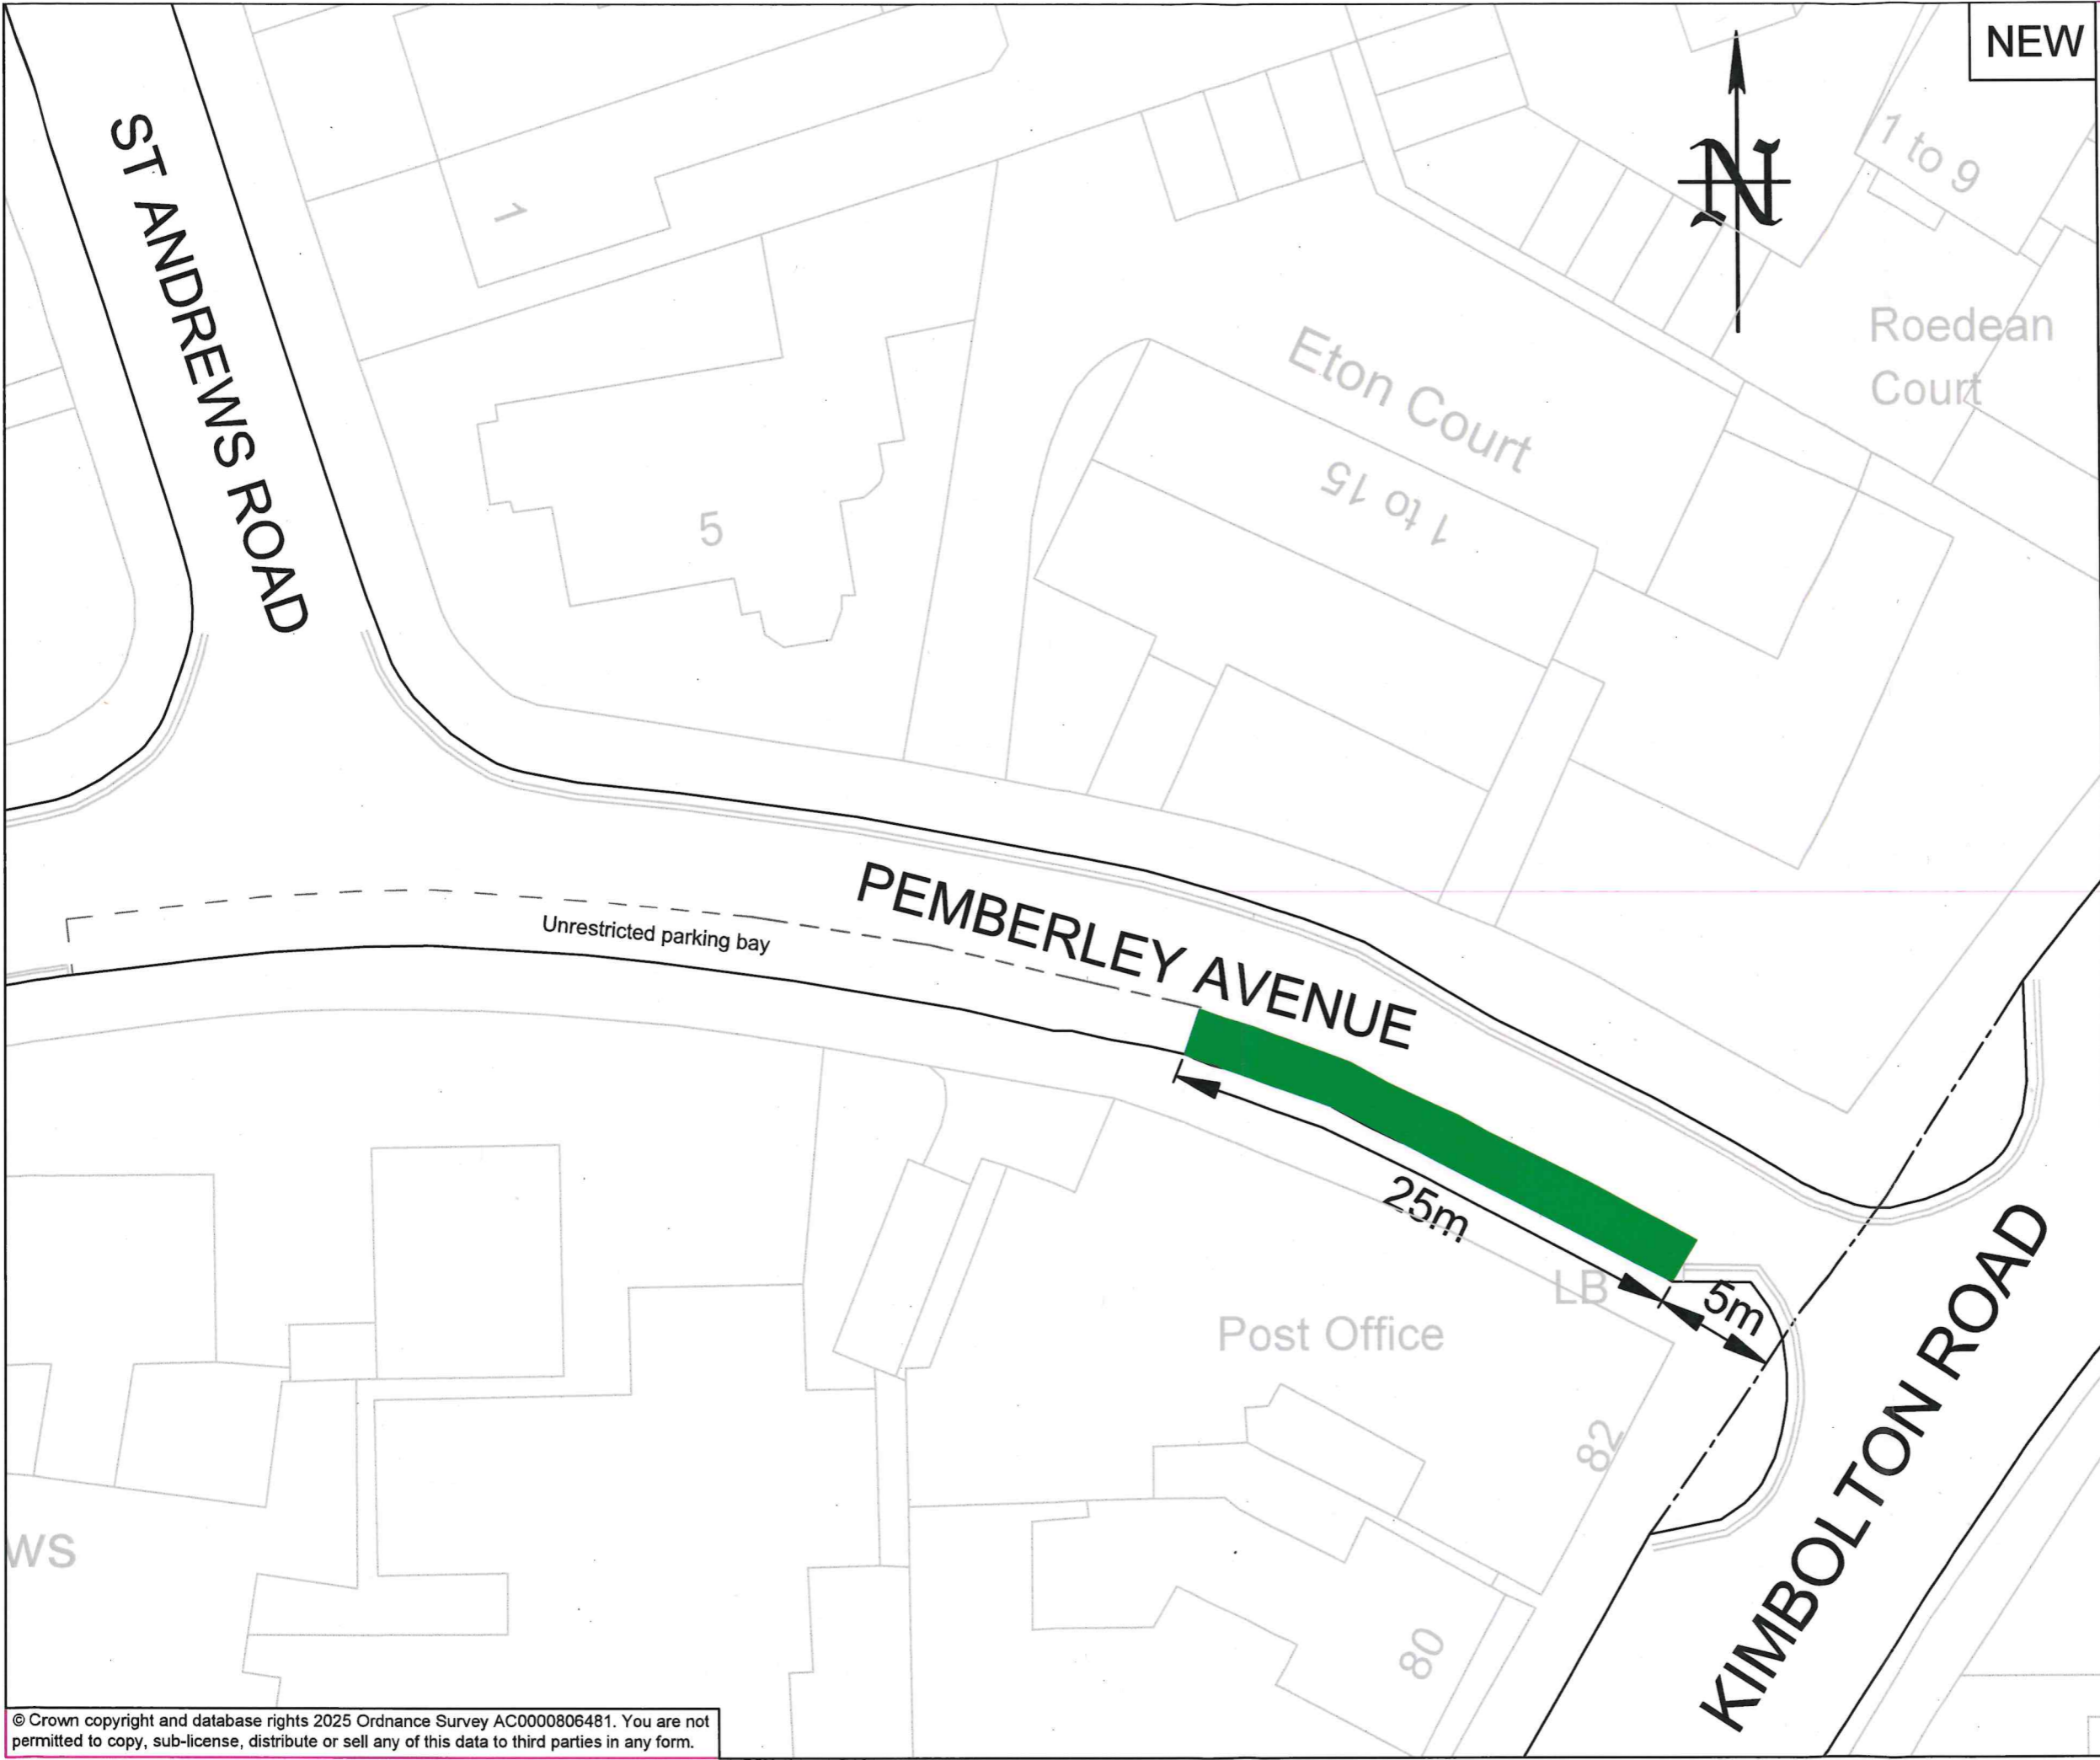 NEW
ST ANDREWS ROAD
N
1 to 9
1
Roedean
Court
Eton Court
1 to 15
5
PEMBERLEY AVENUE
Unrestricted parking bay
25m
LB
5m
Post Office
82
KIMBOLTON ROAD
WS
80
© Crown copyright and database rights 2025 Ordnance Survey AC0000806481. You are not
permitted to copy, sub-license, distribute or sell any of this data to third parties in any form.